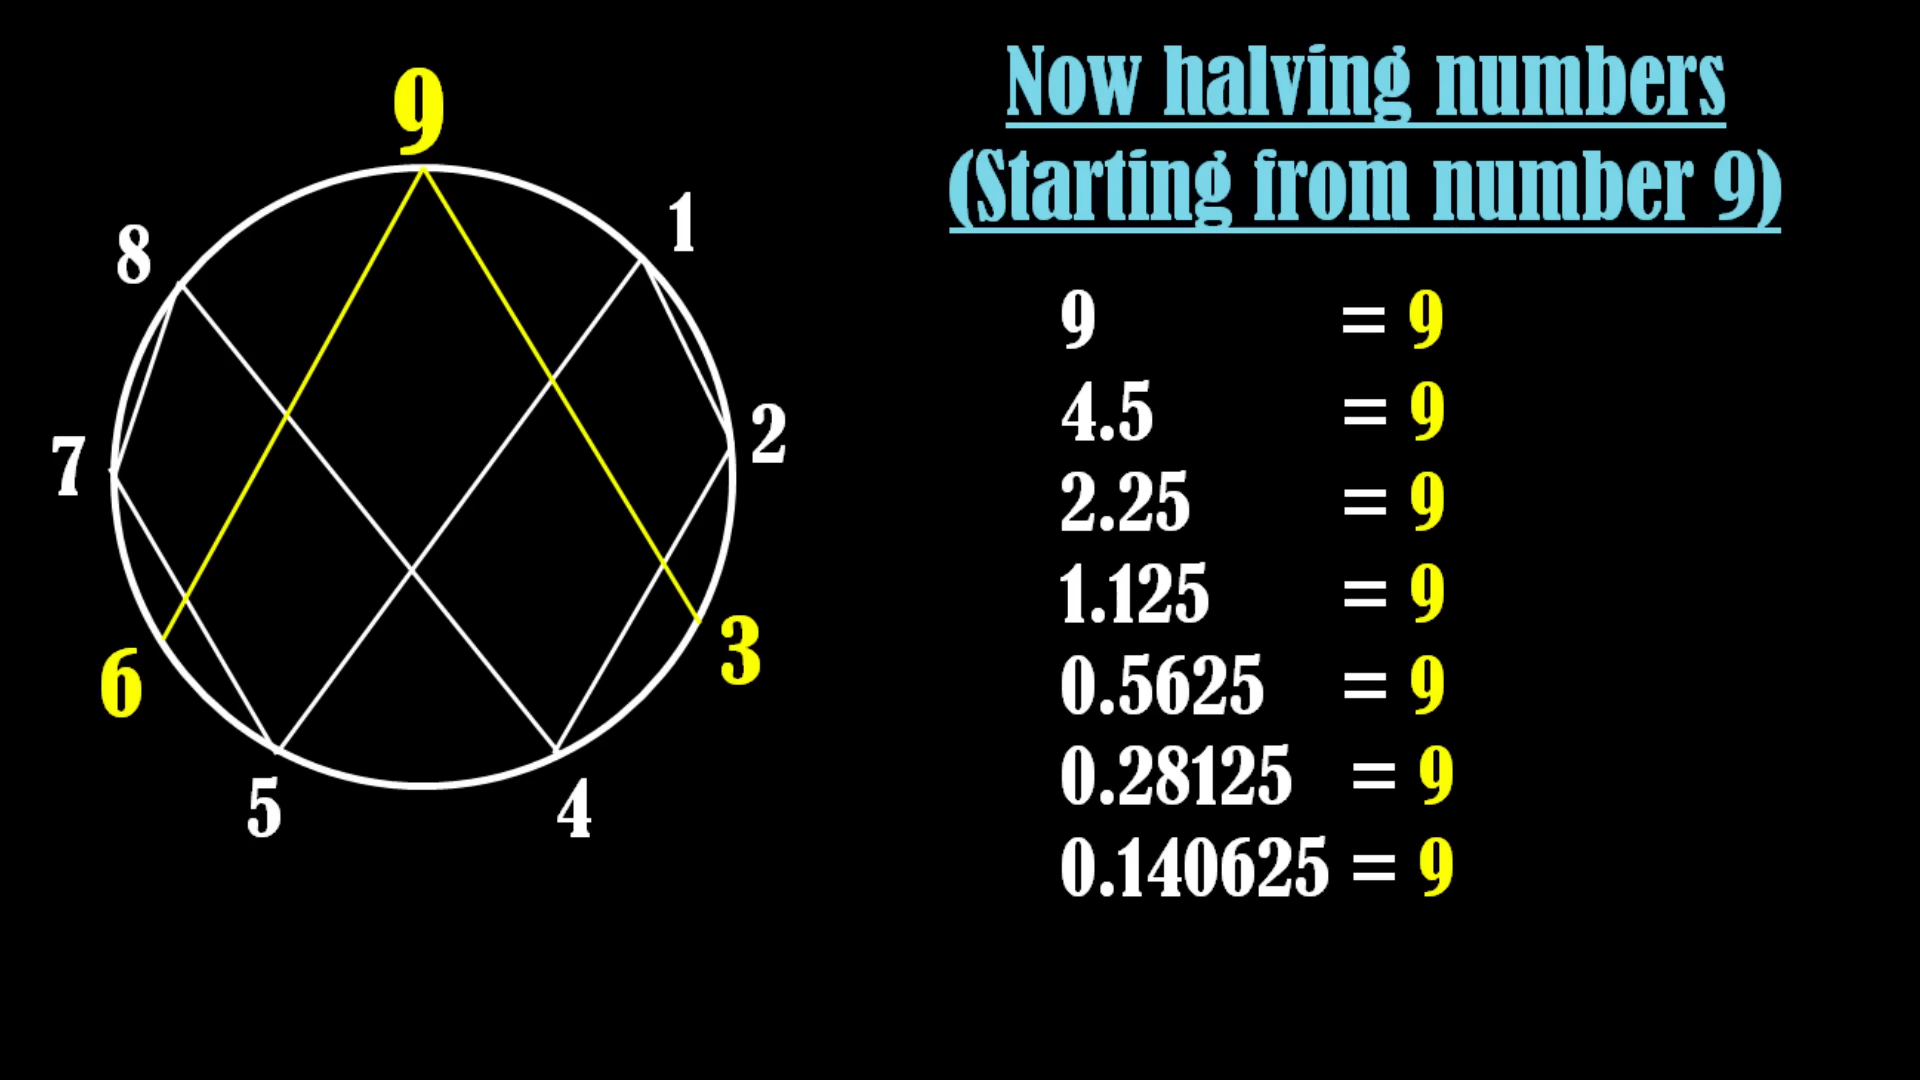 9
8
1
7
2
6
3
5
4
Now halving numbers
(Starting from number 9)
9 = 9
4.5 = 9
2.25 = 9
1.125 = 9
0.5625 = 9
0.28125 = 9
0.140625 = 9